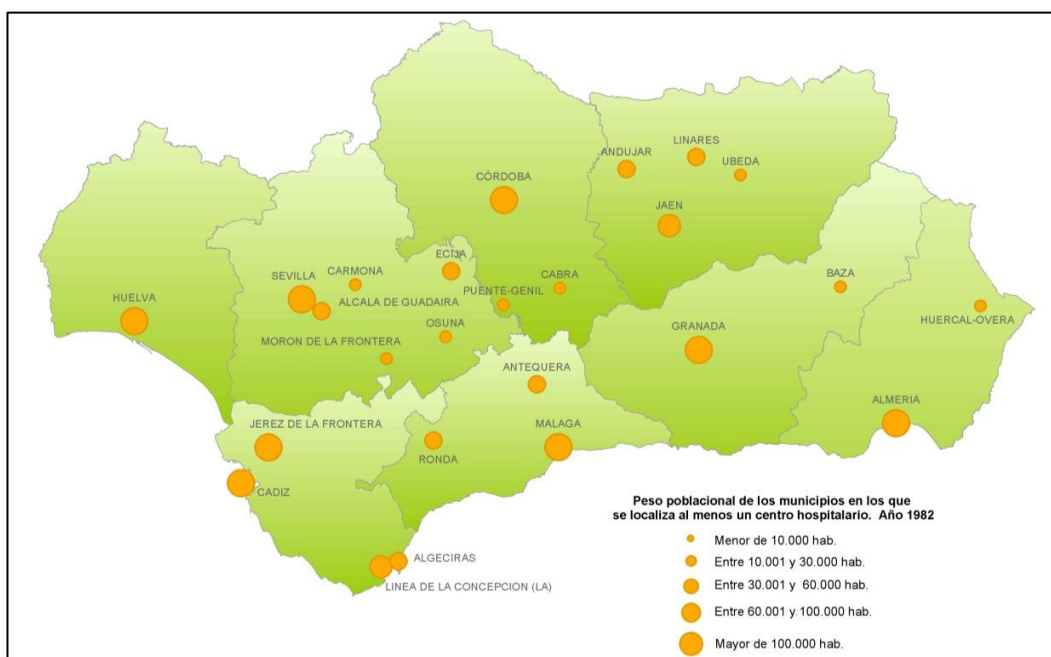 LINARES
ANDUJAR
UBEDA
CÓRDOBA
JAEN
ECIJA
SEVILLA
CARMONA
CABRA
BAZA
PUENTE-GENIL
HUELVA
ALCALA DE GUADAIRA
HUERCAL-OVERA
OSUNA
GRANADA
MORON DE LA FRONTERA
ANTEQUERA
ALMERIA
JEREZ DE LA FRONTERA
MALAGA
RONDA
CADIZ
ALGECIRAS
LINEA DE LA CONCEPCION (LA)
Peso poblacional de los municipios en los que
se localiza al menos un centro hospitalario. Año 1982
Menor de 10.000 hab.
Entre 10.001 y 30.000 hab.
Entre 30.001 y 60.000 hab.
Entre 60.001 y 100.000 hab.
Mayor de 100.000 hab.